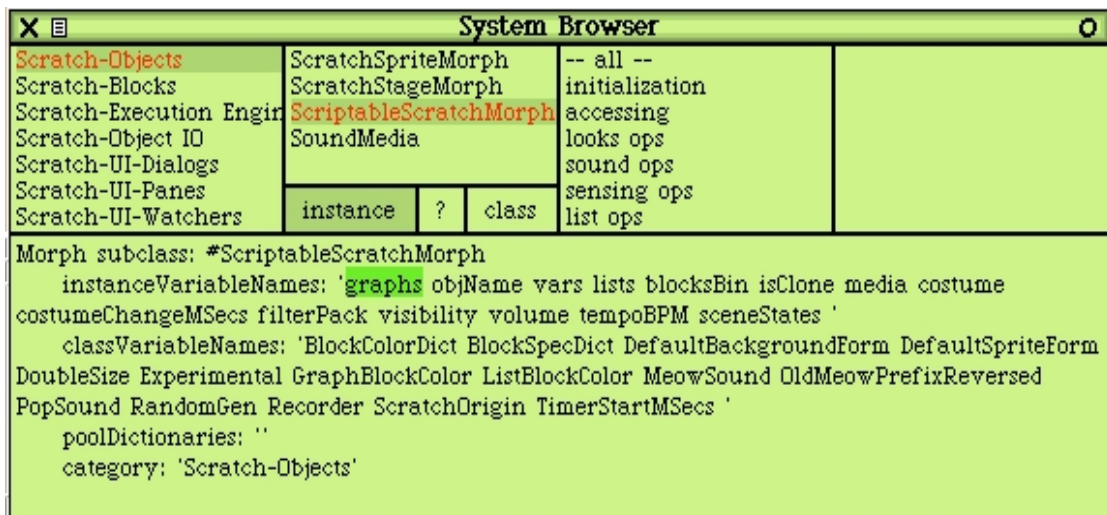 System Browser
Scratch-Objects
Scratch-Blocks
Scratch-Execution Engin
Scratch-Object IO
Scratch-UI-Dialogs
Scratch-UI-Panes
Scratch-UI-Watchers
ScratchSpriteMorph
ScratchStageMorph
ScriptableScratchMorph
SoundMedia
instance ? class
-- all --
initialization
accessing
looks ops
sound ops
sensing ops
list ops
Morph subclass: #ScriptableScratchMorph
instanceVariableNames: 'graphs objName vars lists blocksBin isClone media costume
costumeChangeMSecs filterPack visibility volume tempoBPM sceneStates '
classVariableNames: 'BlockColorDict BlockSpecDict DefaultBackgroundForm DefaultSpriteForm
DoubleSize Experimental GraphBlockColor ListBlockColor MeowSound OldMeowPrefixReversed
PopSound RandomGen Recorder ScratchOrigin TimerStartMSecs '
poolDictionaries: ''
category: 'Scratch-Objects'